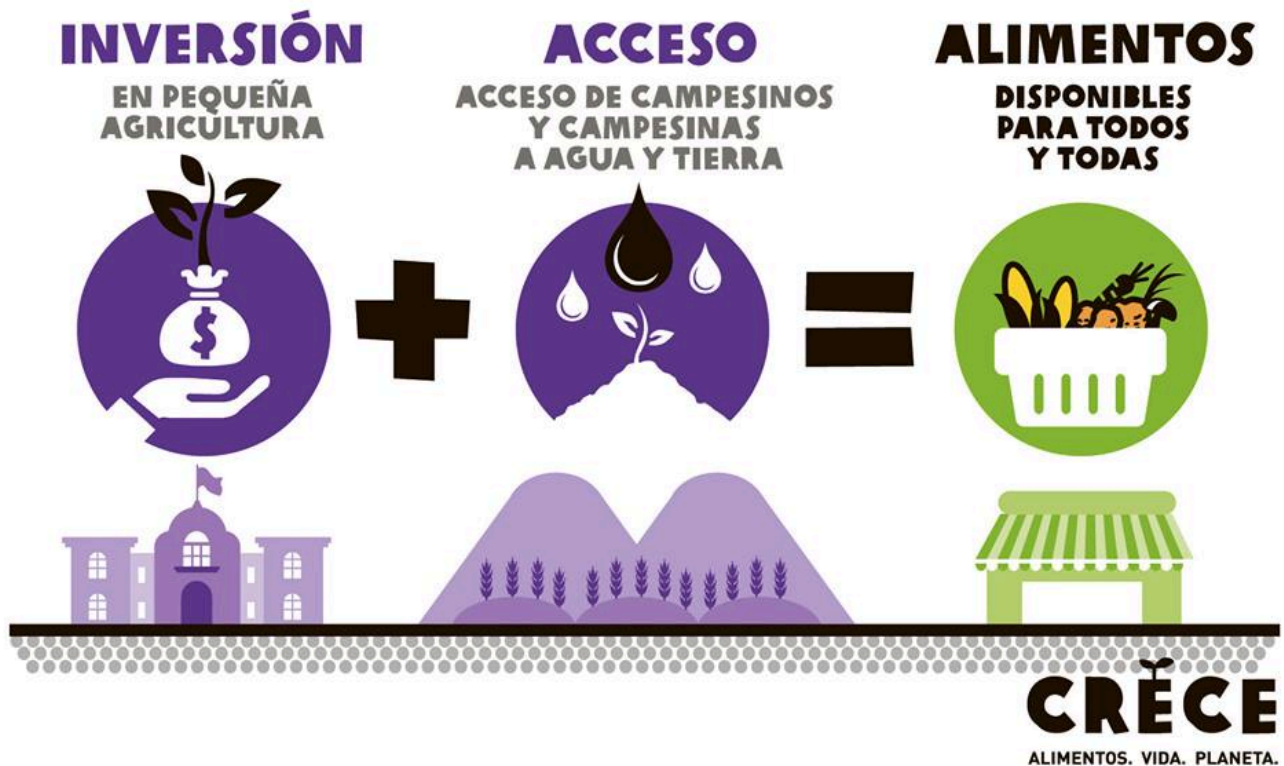 INVERSIÓN
EN PEQUEÑA
AGRICULTURA
$
ACCESO
ACCESO DE CAMPESINOS
Y CAMPESINAS
A AGUA Y TIERRA
ALIMENTOS
DISPONIBLES
PARA TODOS
Y TODAS
CRECE
ALIMENTOS. VIDA. PLANETA.